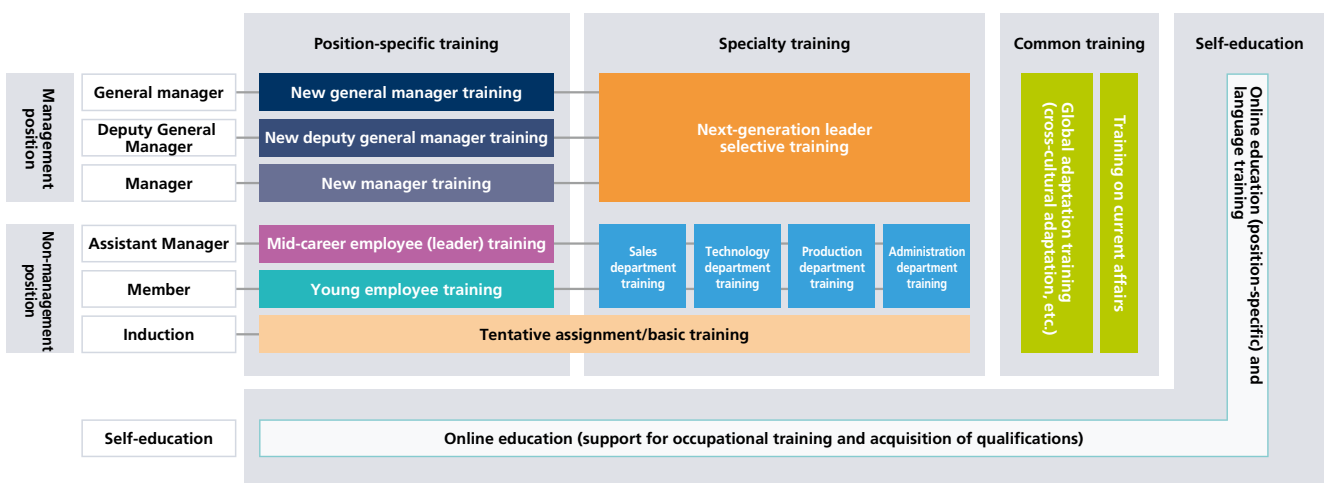 Position-specific training
Specialty training
Common training
Self-education
Management
position
General manager
New general manager training
Deputy General
Manager
New deputy general manager training
Manager
New manager training
Next-generation leader
selective training
Non-management
position
Assistant Manager
Mid-career employee (leader) training
Member
Young employee training
Sales
department
training
Technology
department
training
Production
department
training
Administration
department
training
Induction
Tentative assignment/basic training
Global adaptation training
(cross-cultural adaptation, etc.)
Training on current affairs
Online education (position-specific) and
language training
Self-education
Online education (support for occupational training and acquisition of qualifications)